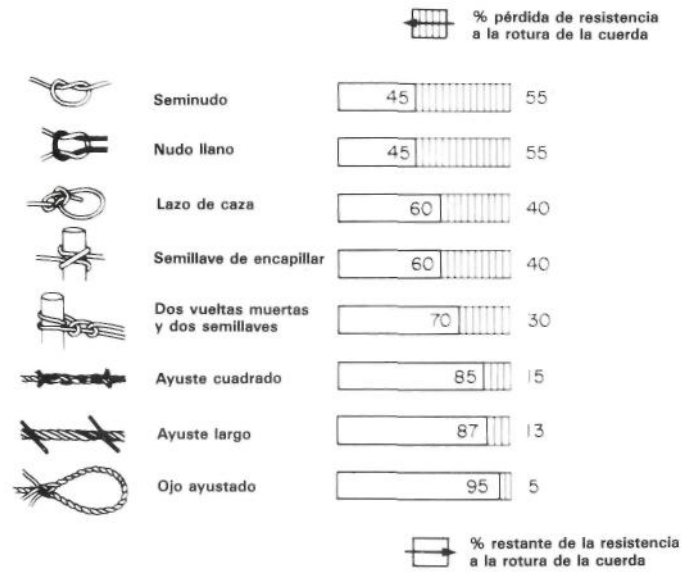 % pérdida de resistencia
a la rotura de la cuerda
Seminudo 45 55
Nudo llano 45 55
Lazo de caza 60 40
Semillave de encapillar 60 40
Dos vueltas muertas
y dos semillaves 70 30
Ayuste cuadrado 85 15
Ayuste largo 87 13
Ojo ayustado 95 5
% restante de la resistencia
a la rotura de la cuerda